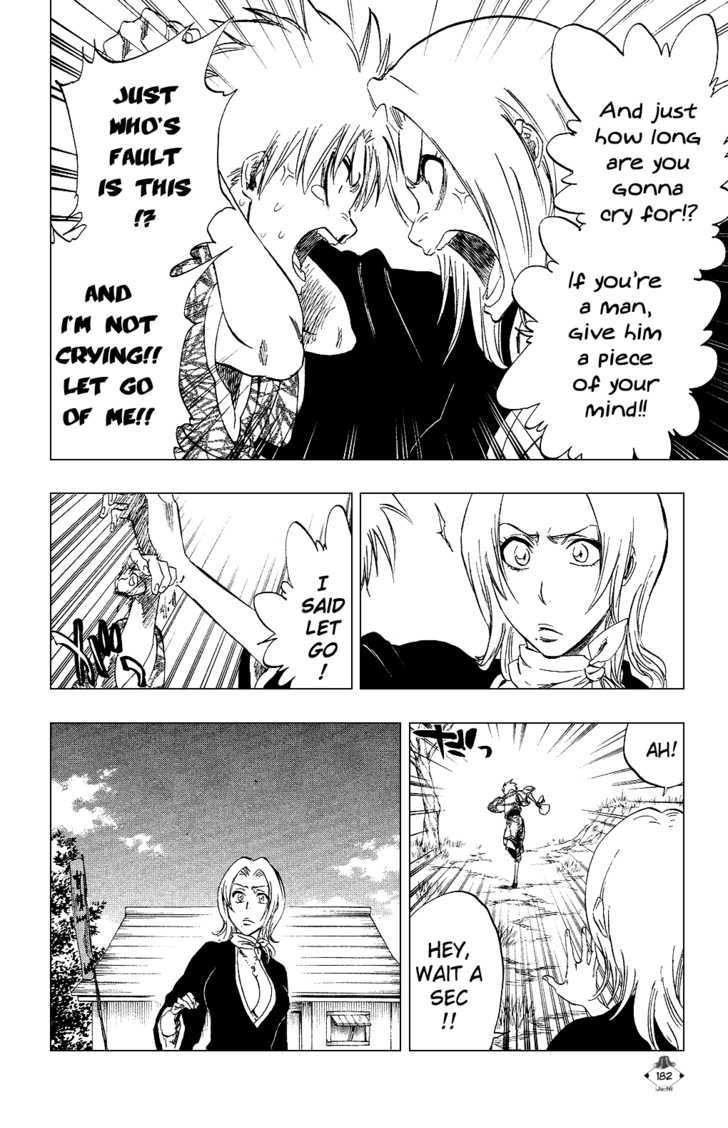 And just
how long
are you
gonna
cry for!?
If you're
a man,
give him
a piece
of your
mind!!
JUST
WHO'S
FAULT
IS THIS
!?
AND
I'M NOT
CRYING!!
LET GO
OF ME!!
I
SAID
LET
GO
!
AH!
HEY,
WAIT A
SEC
!!
182